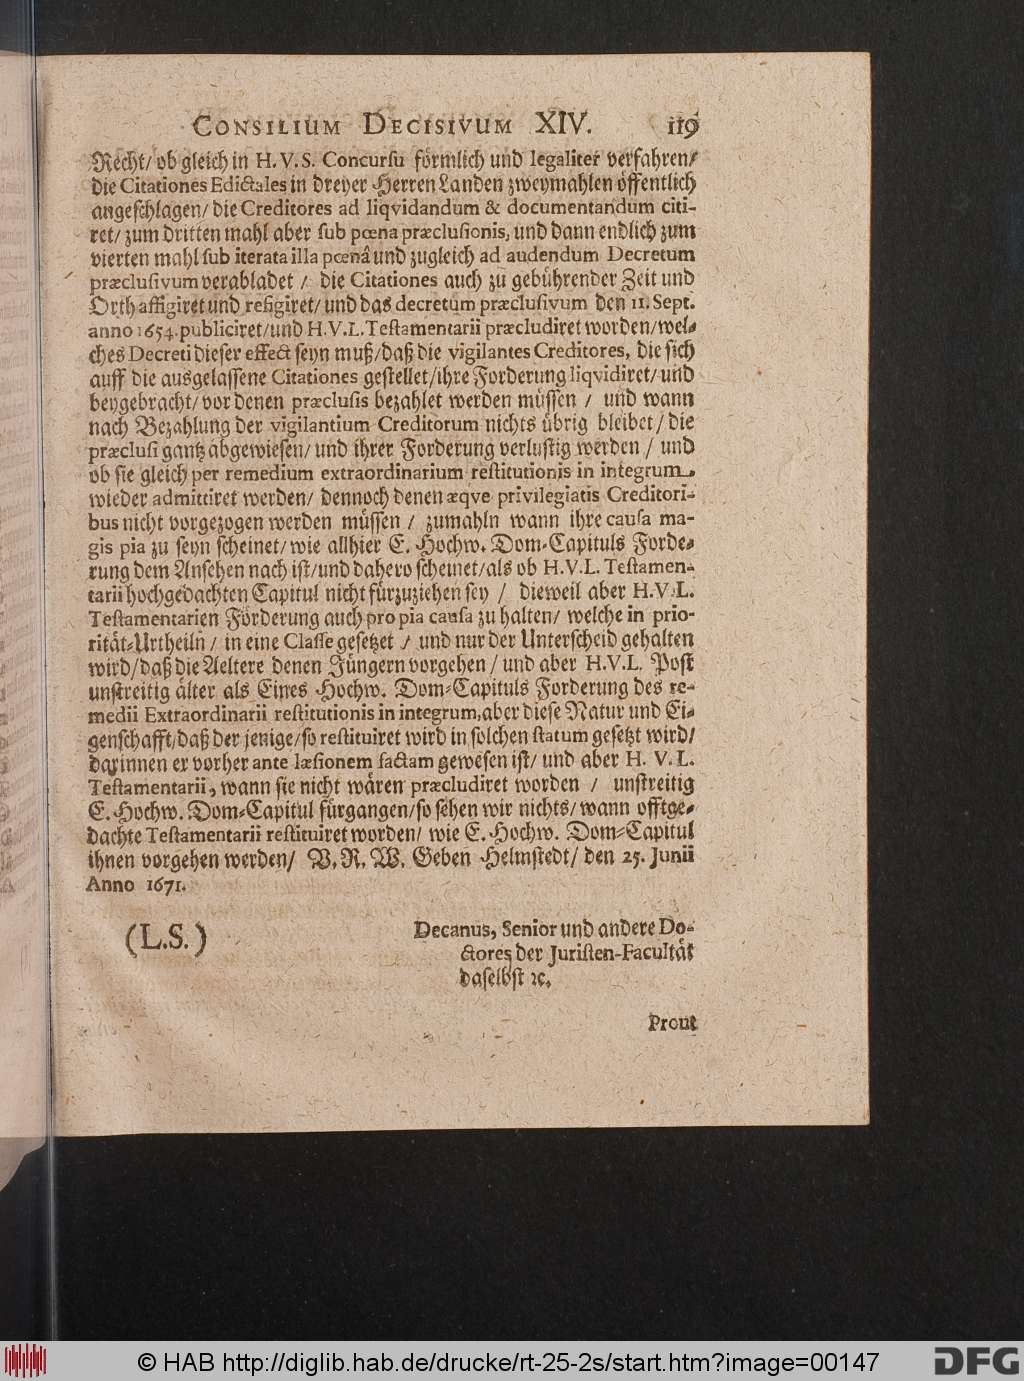 CONSILIUM DECISIVUM XIV. 119
Recht/ ob gleich in H. V. S. Concursu förmlich und legaliter verfahren/
die Citationes Edictales in dreyer Herren Landen zweymahlen öffentlich
angeschlagen/ die Creditores ad liqvidandum & documentandum citi-
ret/ zum dritten mahl aber sub pœna præclusionis, und dann endlich zum
vierten mahl sub iterata illa pœnâ und zugleich ad audendum Decretum
præclusivum verabladet / die Citationes auch zu gebührender Zeit und
Orth affigiret und refigiret/ und das decretum præclusivum den 11. Sept.
anno 1654. publiciret/ und H. V. L. Testamentarii præcludiret worden/ wel-
ches Decreti dieser effect seyn muß/ daß die vigilantes Creditores, die sich
auff die ausgelassene Citationes gestellet/ ihre Forderung liqvidiret/ und
beygebracht/ vor denen præclusis bezahlet werden müssen / und wann
nach Bezahlung der vigilantium Creditorum nichts übrig bleibet/ die
præclusi gantz abgewiesen/ und ihrer Forderung verlustig werden / und
ob sie gleich per remedium extraordinarium restitutionis in integrum
wieder admittiret werden/ dennoch denen æqve privilegiatis Creditori-
bus nicht vorgezogen werden müssen / zumahln wann ihre causa ma-
gis pia zu seyn scheinet/ wie allhier E. Hochw. Dom-Capituls Forde-
rung dem Ansehen nach ist/ und dahero scheinet/ als ob H. V. L. Testamen-
tarii hochgedachten Capitul nicht fürzuziehen sey / dieweil aber H. V. L.
Testamentarien Forderung auch pro pia causa zu halten/ welche in prio-
rität-Urtheiln / in eine Classe gesetzet / und nur der Unterscheid gehalten
wird/ daß die Aeltere denen Jüngern vorgehen / und aber H. V. L. Post
unstreitig älter als Eines Hochw. Dom-Capituls Forderung des re-
medii Extraordinarii restitutionis in integrum, aber diese Natur und Ei-
genschafft/ daß der jenige/ so restituiret wird in solchen statum gesetzt wird/
darinnen er vorher ante læsionem factam gewesen ist/ und aber H. V. L.
Testamentarii, wann sie nicht wären præcludiret worden / unstreitig
E. Hochw. Dom-Capitul fürgangen/ so sehen wir nichts/ wann offtge-
dachte Testamentarii restituiret worden/ wie E. Hochw. Dom-Capitul
ihnen vorgehen werden/ V. R. W. Geben Helmstedt/ den 25. Junii
Anno 1671.
(L.S.) Decanus, Senior und andere Do-
ctores der Juristen-Facultät
daselbst ꝛc.
Prout
© HAB http://diglib.hab.de/drucke/rt-25-2s/start.htm?image=00147
DFG